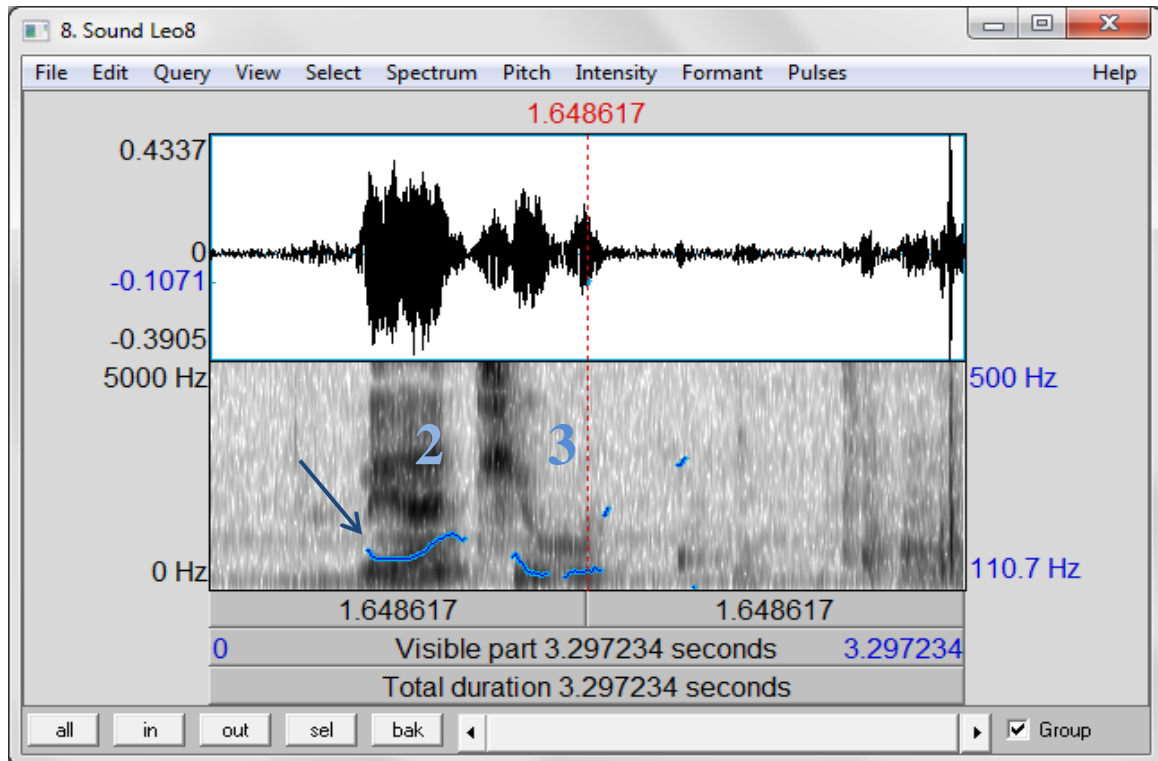 8. Sound Leo8
File Edit Query View Select Spectrum Pitch Intensity Formant Pulses Help
1.648617
0.4337
0
-0.1071
-0.3905
5000 Hz
500 Hz
2
3
0 Hz
110.7 Hz
1.648617 1.648617
0 Visible part 3.297234 seconds 3.297234
Total duration 3.297234 seconds
all in out sel bak Group